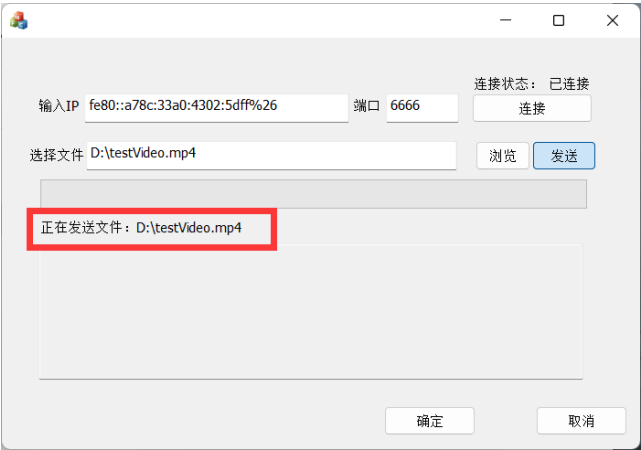 连接状态： 已连接
输入IP fe80::a78c:33a0:4302:5dff%26 端口 6666 连接
选择文件 D:\testVideo.mp4 浏览 发送
正在发送文件：D:\testVideo.mp4
确定 取消